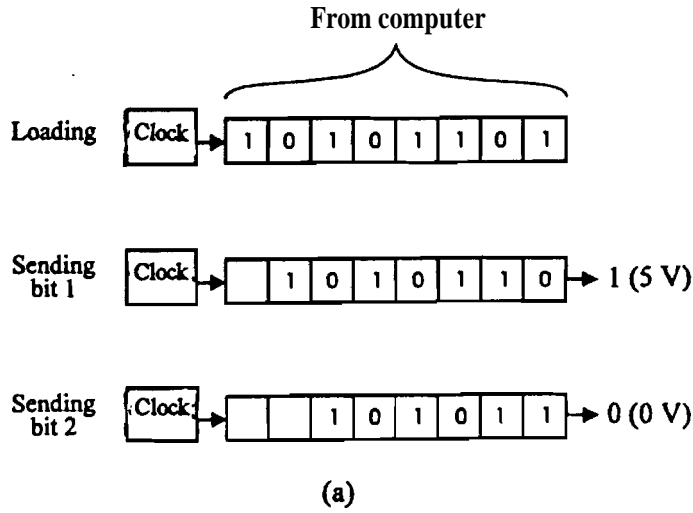 From computer
Loading Clock 1 0 1 0 1 1 0 1
Sending bit 1 Clock 1 0 1 0 1 1 0 1 (5 V)
Sending bit 2 Clock 1 0 1 0 1 1 0 (0 V)
(a)